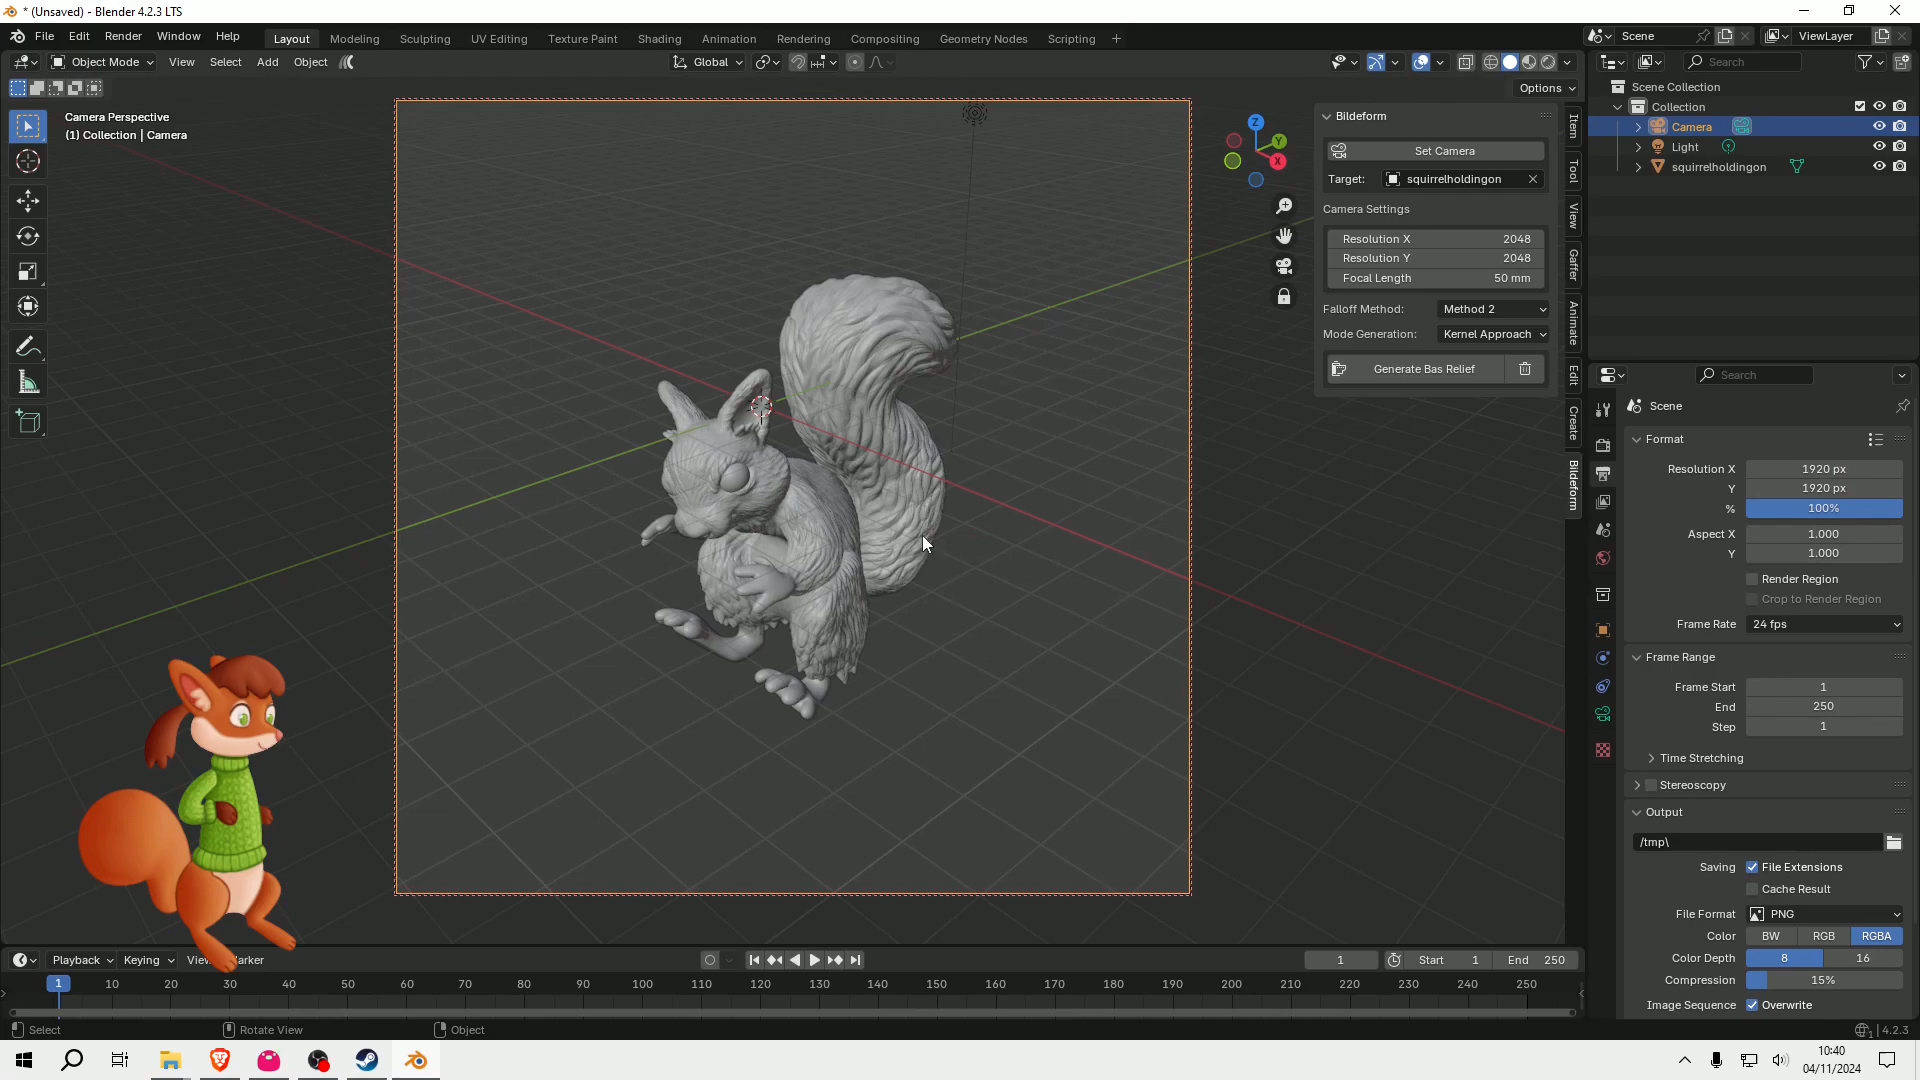 * (Unsaved) - Blender 4.2.3 LTS
File Edit Render Window Help Layout Modeling Sculpting UV Editing Texture Paint Shading Animation Rendering Compositing Geometry Nodes Scripting + Scene ViewLayer
Object Mode View Select Add Object Global Search
Options
Camera Perspective
(1) Collection | Camera
Z
Y
X
Bildeform
Set Camera
Target: squirrelholdingon
Camera Settings
Resolution X 2048
Resolution Y 2048
Focal Length 50 mm
Falloff Method: Method 2
Mode Generation: Kernel Approach
Generate Bas Relief
Item
Tool
View
Gaffer
Animate
Edit
Create
Bildeform
Scene Collection
Collection
Camera
Light
squirrelholdingon
Search
Scene
Format
Resolution X 1920 px
Y 1920 px
% 100%
Aspect X 1.000
Y 1.000
Render Region
Crop to Render Region
Frame Rate 24 fps
Frame Range
Frame Start 1
End 250
Step 1
Time Stretching
Stereoscopy
Output
/tmp\
Saving File Extensions
Cache Result
File Format PNG
Color BW RGB RGBA
Color Depth 8 16
Compression 15%
Image Sequence Overwrite
Playback Keying View Marker 1 Start 1 End 250
1 10 20 30 40 50 60 70 80 90 100 110 120 130 140 150 160 170 180 190 200 210 220 230 240 250
Select Rotate View Object 4.2.3
10:40
04/11/2024